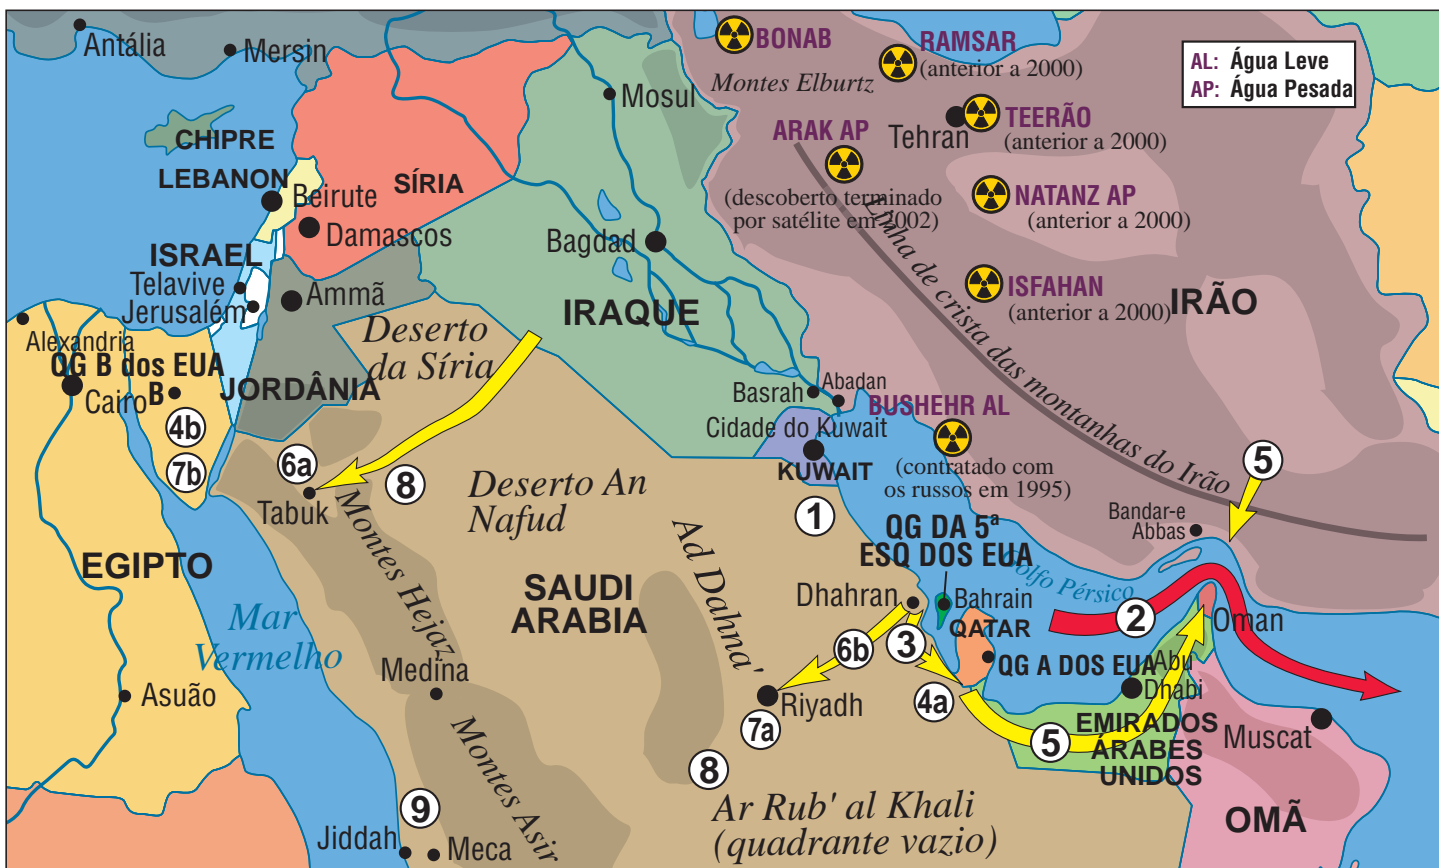 Antália
Mersin
BONAB
RAMSAR
(anterior a 2000)
AL: Água Leve
AP: Água Pesada
Montes Elburtz
Mosul
CHIPRE
ARAK AP
Tehran
TEERÃO
(anterior a 2000)
LEBANON
Beirute
SÍRIA
(descoberto terminado
por satélite em 2002)
NATANZ AP
(anterior a 2000)
Damascos
Bagdad
Linha de crista das montanhas do Irão
ISRAEL
Telavive
Jerusalém
Ammã
IRAQUE
ISFAHAN
(anterior a 2000)
IRÃO
Alexandria
QG B dos EUA
Cairo
B
JORDÂNIA
Deserto
da Síria
Basrah
Abadan
BUSHEHR AL
4b
7b
Cidade do Kuwait
KUWAIT
(contratado com
os russos em 1995)
5
6a
8
Tabuk
Deserto An
Nafud
1
Bandar-e
Abbas
QG DA 5ª
ESQ DOS EUA
Montes Hejaz
Ad Dahna'
EGIPTO
SAUDI
ARABIA
Golfo Pérsico
Dhahran
Bahrain
2
Oman
Mar
Vermelho
6b
3
QATAR
Medina
QG A DOS EUA
Abu
Dhabi
Asuão
Riyadh
4a
7a
5
EMIRADOS
ÁRABES
UNIDOS
Muscat
Montes Asir
8
9
Ar Rub' al Khali
(quadrante vazio)
OMÃ
Jiddah
Meca